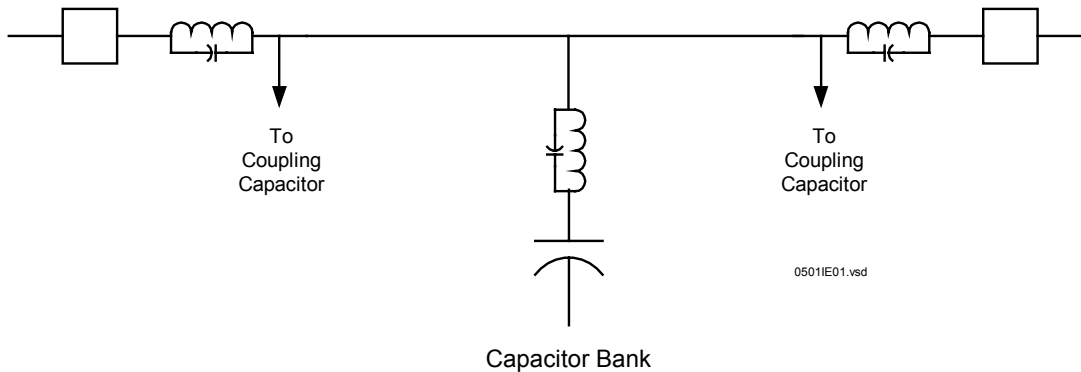 To
Coupling
Capacitor
To
Coupling
Capacitor
0501IE01.vsd
Capacitor Bank